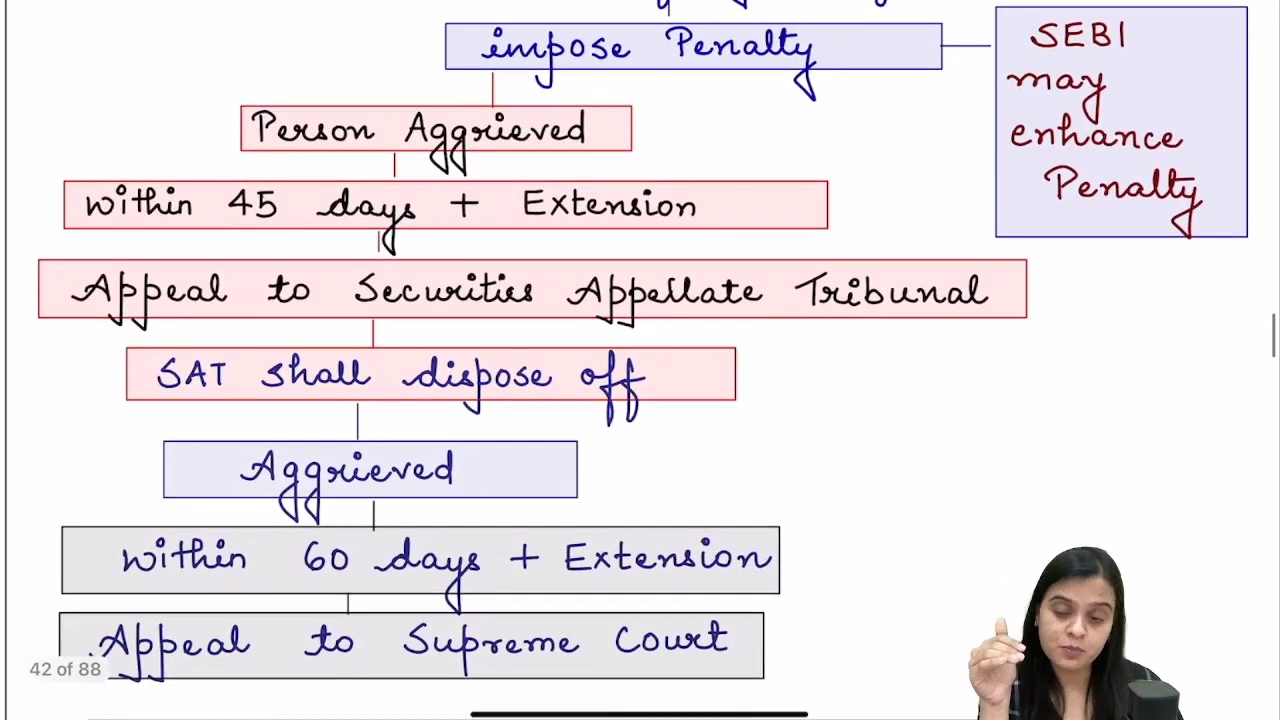 impose Penalty
SEBI
may
enhance
Penalty
Person Aggrieved
within 45 days + Extension
Appeal to Securities Appellate Tribunal
SAT shall dispose off
Aggrieved
Within 60 days + Extension
Appeal to Supreme Court
42 of 88